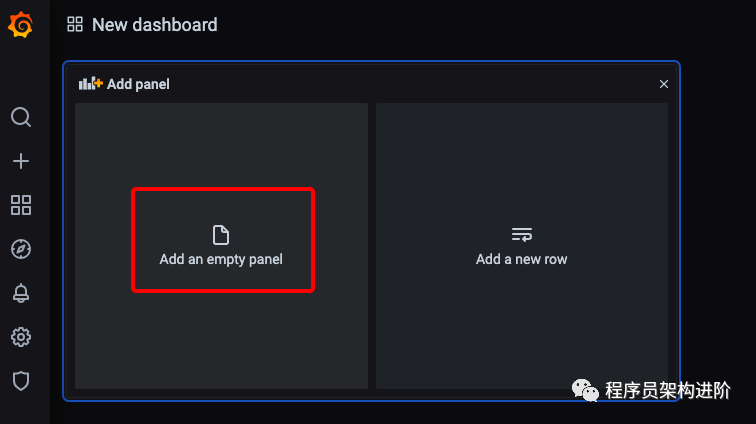 New dashboard
Add panel
Add an empty panel
Add a new row
程序员架构进阶